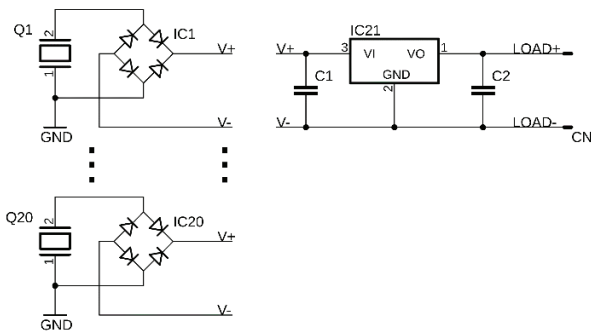 Q1
2
1
GND
IC1
V+
V-
IC21
V+
3
VI
VO
1
LOAD+
GND
2
C1
C2
V-
LOAD-
CN
Q20
2
1
GND
IC20
V+
V-